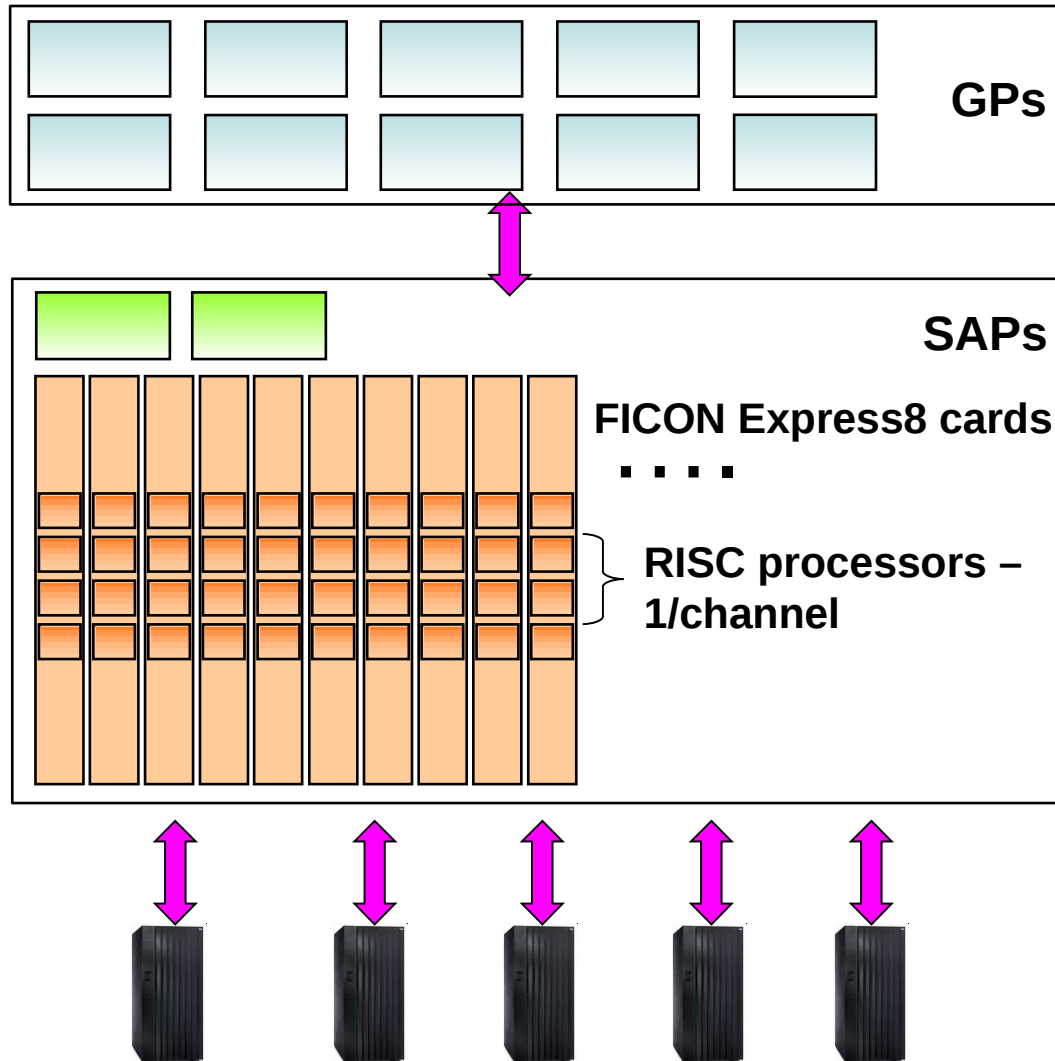 GPs
SAPs
FICON Express8 cards
. . . .
RISC processors –
1/channel